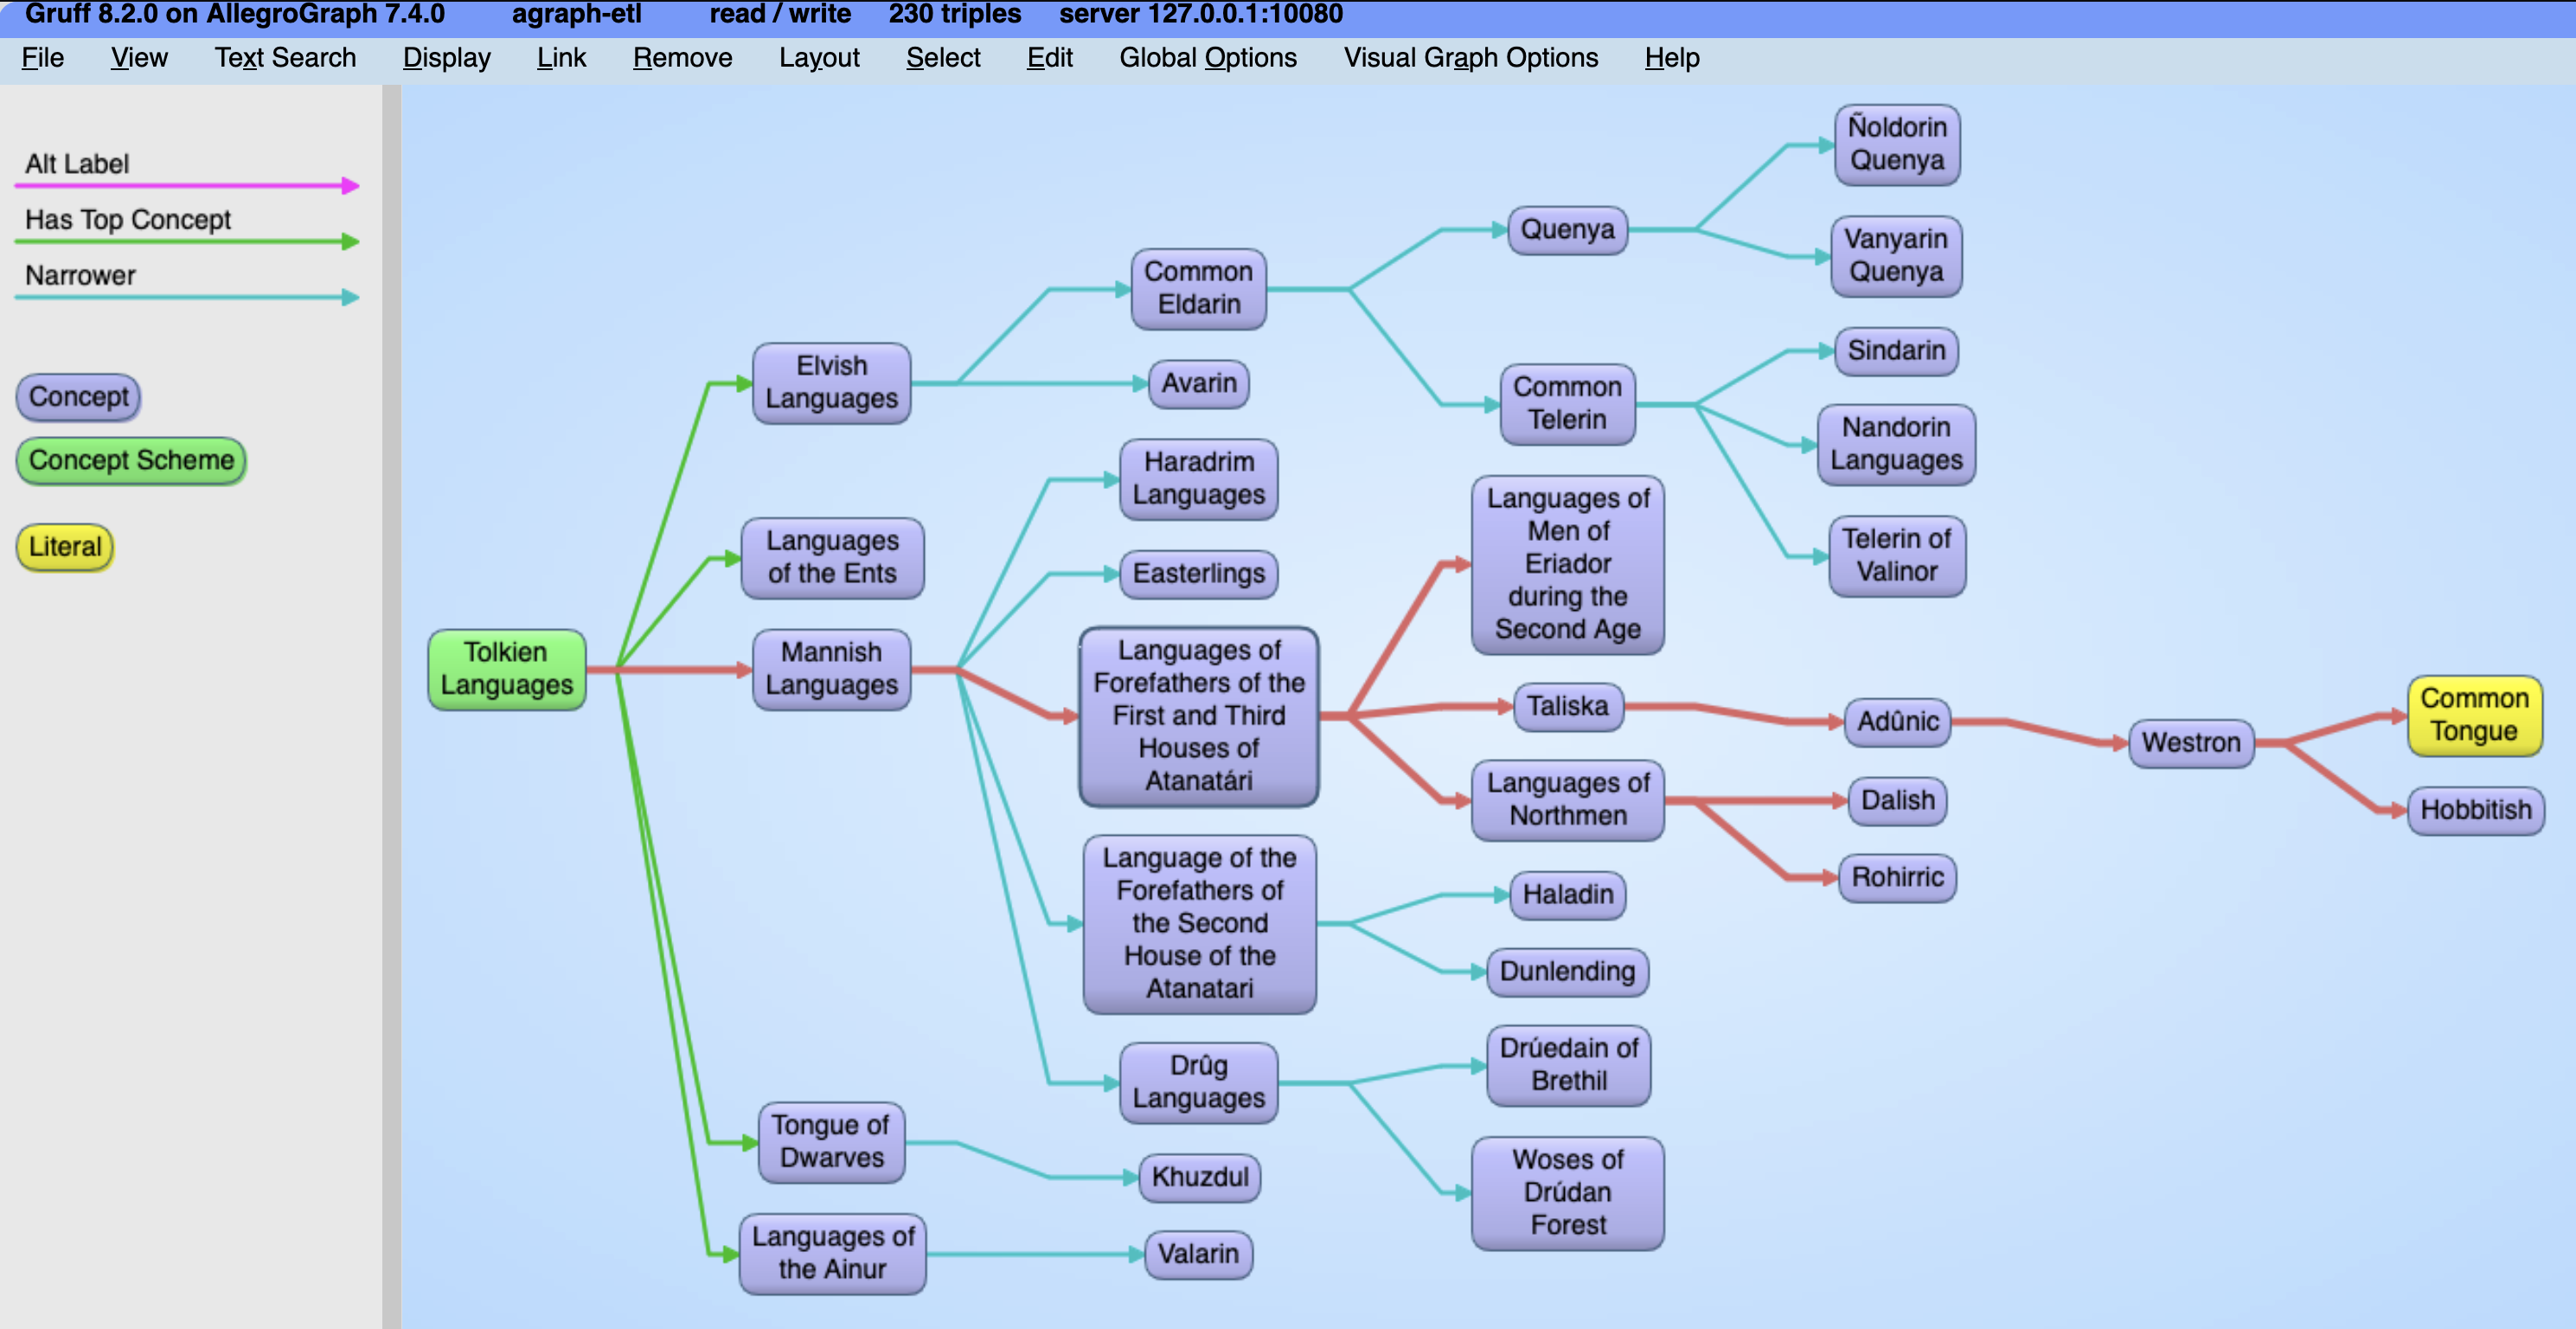 Gruff 8.2.0 on AllegroGraph 7.4.0 agraph-etl read / write 230 triples server 127.0.0.1:10080
File View Text Search Display Link Remove Layout Select Edit Global Options Visual Graph Options Help
Alt Label
Has Top Concept
Narrower
Concept
Concept Scheme
Literal
Tolkien
Languages
Elvish
Languages
Languages
of the Ents
Mannish
Languages
Tongue of
Dwarves
Languages of
the Ainur
Common
Eldarin
Avarin
Haradrim
Languages
Easterlings
Languages of
Forefathers of the
First and Third
Houses of
Atanatári
Language of the
Forefathers of
the Second
House of the
Atanatari
Drûg
Languages
Khuzdul
Valarin
Quenya
Common
Telerin
Languages of
Men of
Eriador
during the
Second Age
Taliska
Languages of
Northmen
Haladin
Dunlending
Drúedain of
Brethil
Woses of
Drúdan
Forest
Ñoldorin
Quenya
Vanyarin
Quenya
Sindarin
Nandorin
Languages
Telerin of
Valinor
Adûnic
Dalish
Rohirric
Westron
Common
Tongue
Hobbitish